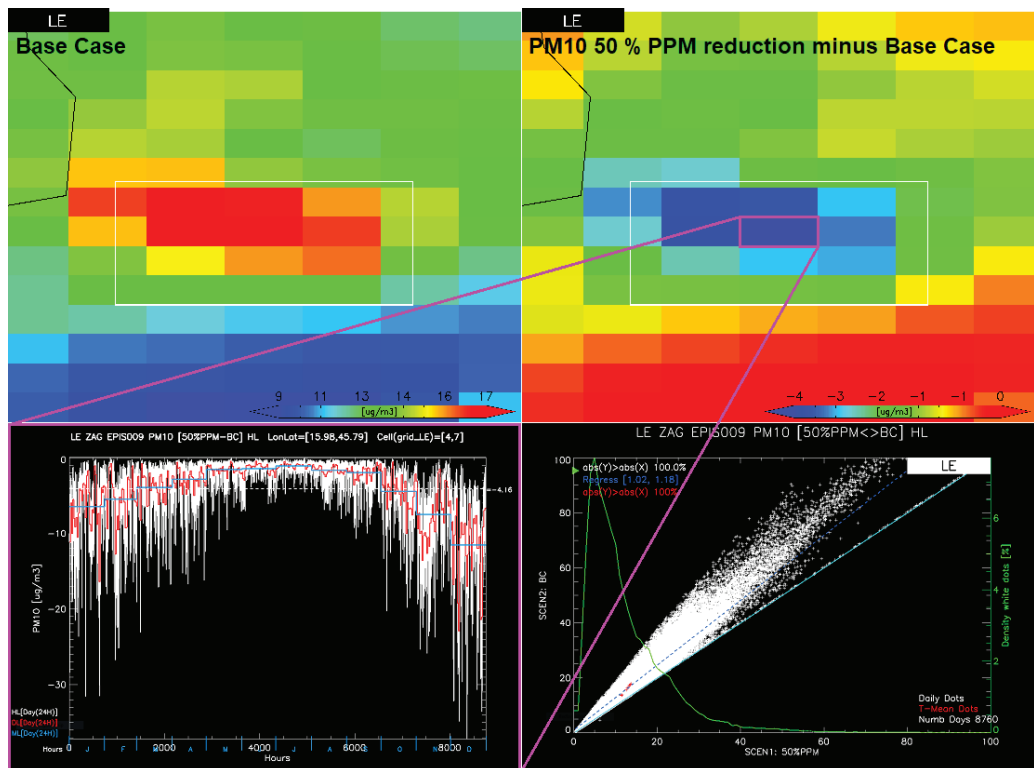 LE
Base Case
9 11 13 14 16 17
[ug/m3]
LE
PM10 50 % PPM reduction minus Base Case
-4 -3 -2 -1 -1 0
[ug/m3]
LE ZAG EPIS009 PM10 [50%PPM-BC] HL LonLat=[15.98,45.79] Cell(grid_LE)=[4,7]
0
-4.16
-10
-20
-30
PM10 [ug/m3]
HL[Day(24H)]
DL[Day(24H)]
ML[Day(24H)]
Hours 0 2000 4000 6000 8000
J F A M J J A S O N D
Hours
LE ZAG EPIS009 PM10 [50%PPM<>BC] HL
LE
abs(Y)>abs(X) 100.0%
Regress [1.02, 1.18]
abs(Y)>abs(X) 100%
100
80
60
40
20
0
SCEN2: BC
6
4
2
0
Density white dots [%]
Daily Dots
T-Mean Dots
Numb Days 8760
0 20 40 60 80 100
SCEN1: 50%PPM